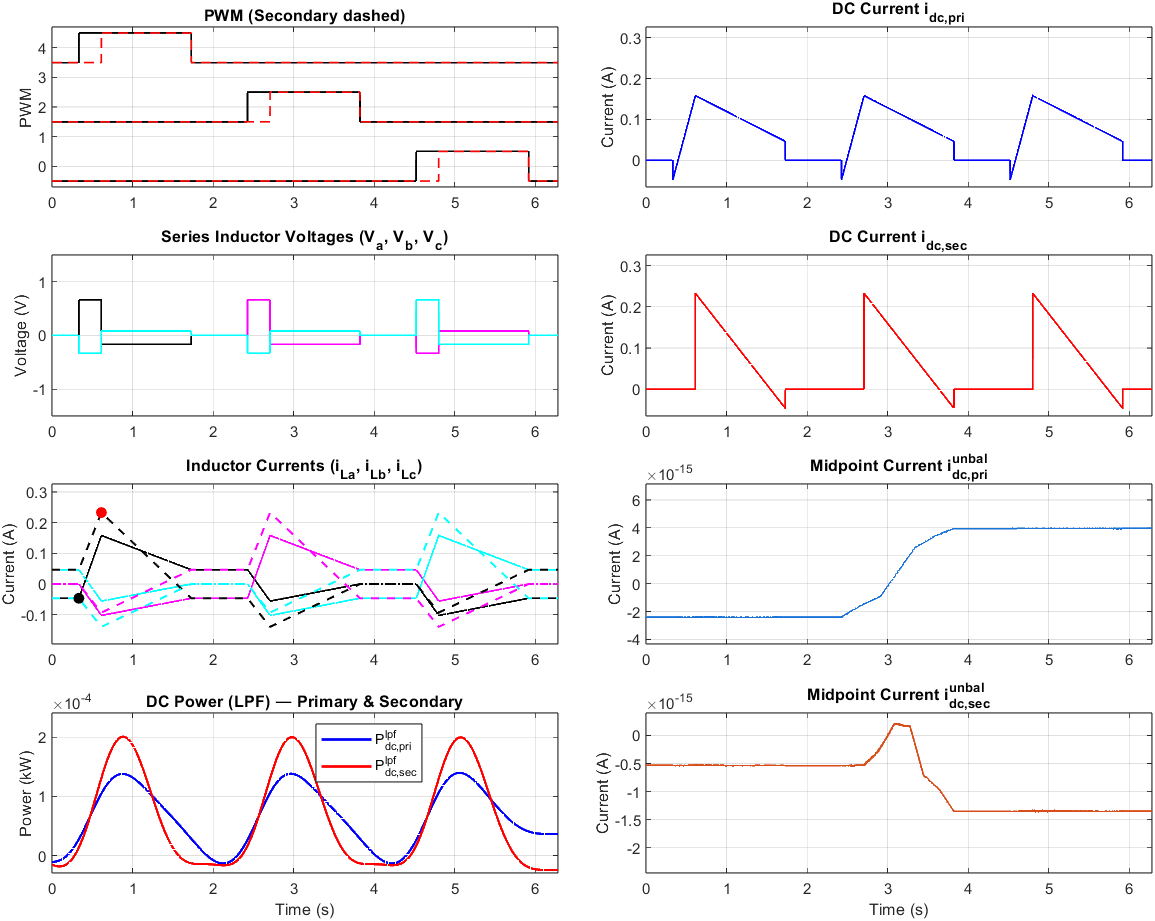 PWM (Secondary dashed)
PWM
4
3
2
1
0
0 1 2 3 4 5 6
DC Current i_dc,pri
Current (A)
0.3
0.2
0.1
0
0 1 2 3 4 5 6
Series Inductor Voltages (V_a, V_b, V_c)
Voltage (V)
1
0
-1
0 1 2 3 4 5 6
DC Current i_dc,sec
Current (A)
0.3
0.2
0.1
0
0 1 2 3 4 5 6
Inductor Currents (i_La, i_Lb, i_Lc)
Current (A)
0.3
0.2
0.1
0
-0.1
0 1 2 3 4 5 6
Midpoint Current i_dc,pri^unbal
×10^-15
Current (A)
6
4
2
0
-2
-4
0 1 2 3 4 5 6
DC Power (LPF) — Primary & Secondary
×10^-4
Power (kW)
2
1
0
P_dc,pri^lpf
P_dc,sec^lpf
0 1 2 3 4 5 6
Time (s)
Midpoint Current i_dc,sec^unbal
×10^-15
Current (A)
0
-0.5
-1
-1.5
-2
0 1 2 3 4 5 6
Time (s)